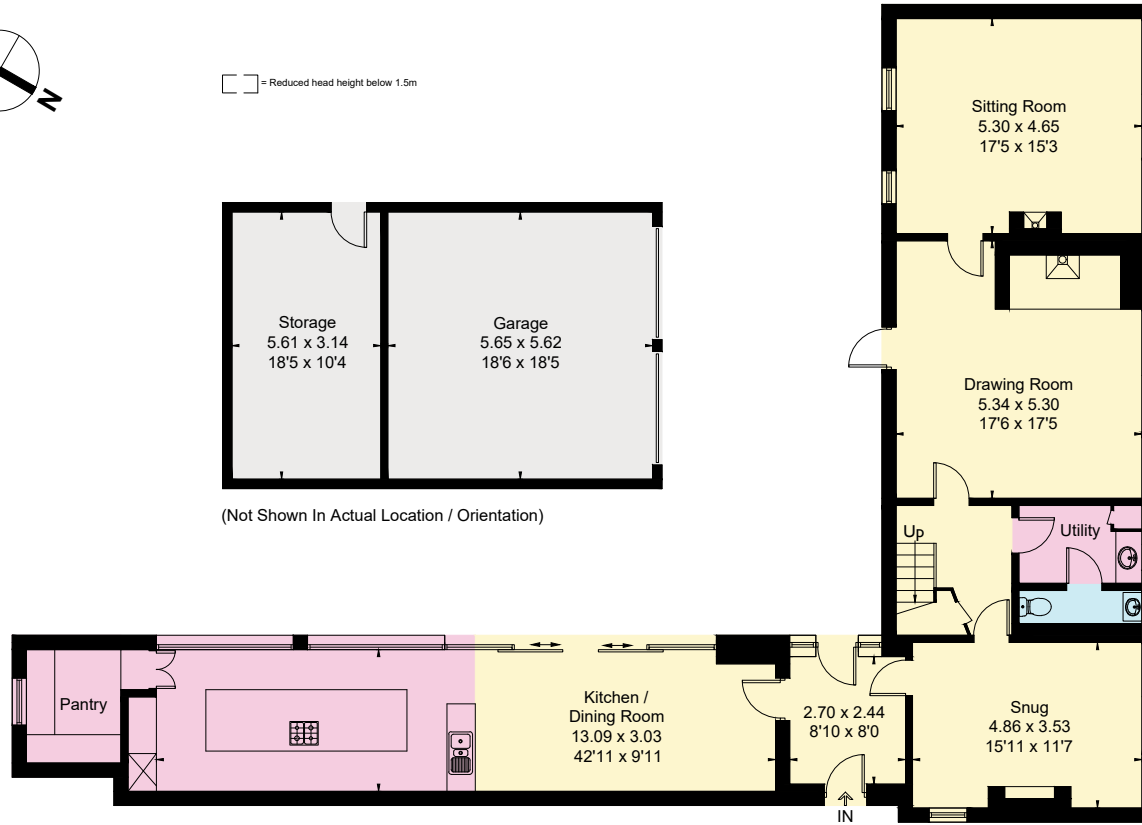 N
= Reduced head height below 1.5m
Sitting Room
5.30 x 4.65
17'5 x 15'3
Storage
5.61 x 3.14
18'5 x 10'4
Garage
5.65 x 5.62
18'6 x 18'5
Drawing Room
5.34 x 5.30
17'6 x 17'5
(Not Shown In Actual Location / Orientation)
Up
Utility
Pantry
Kitchen /
Dining Room
13.09 x 3.03
42'11 x 9'11
2.70 x 2.44
8'10 x 8'0
Snug
4.86 x 3.53
15'11 x 11'7
IN